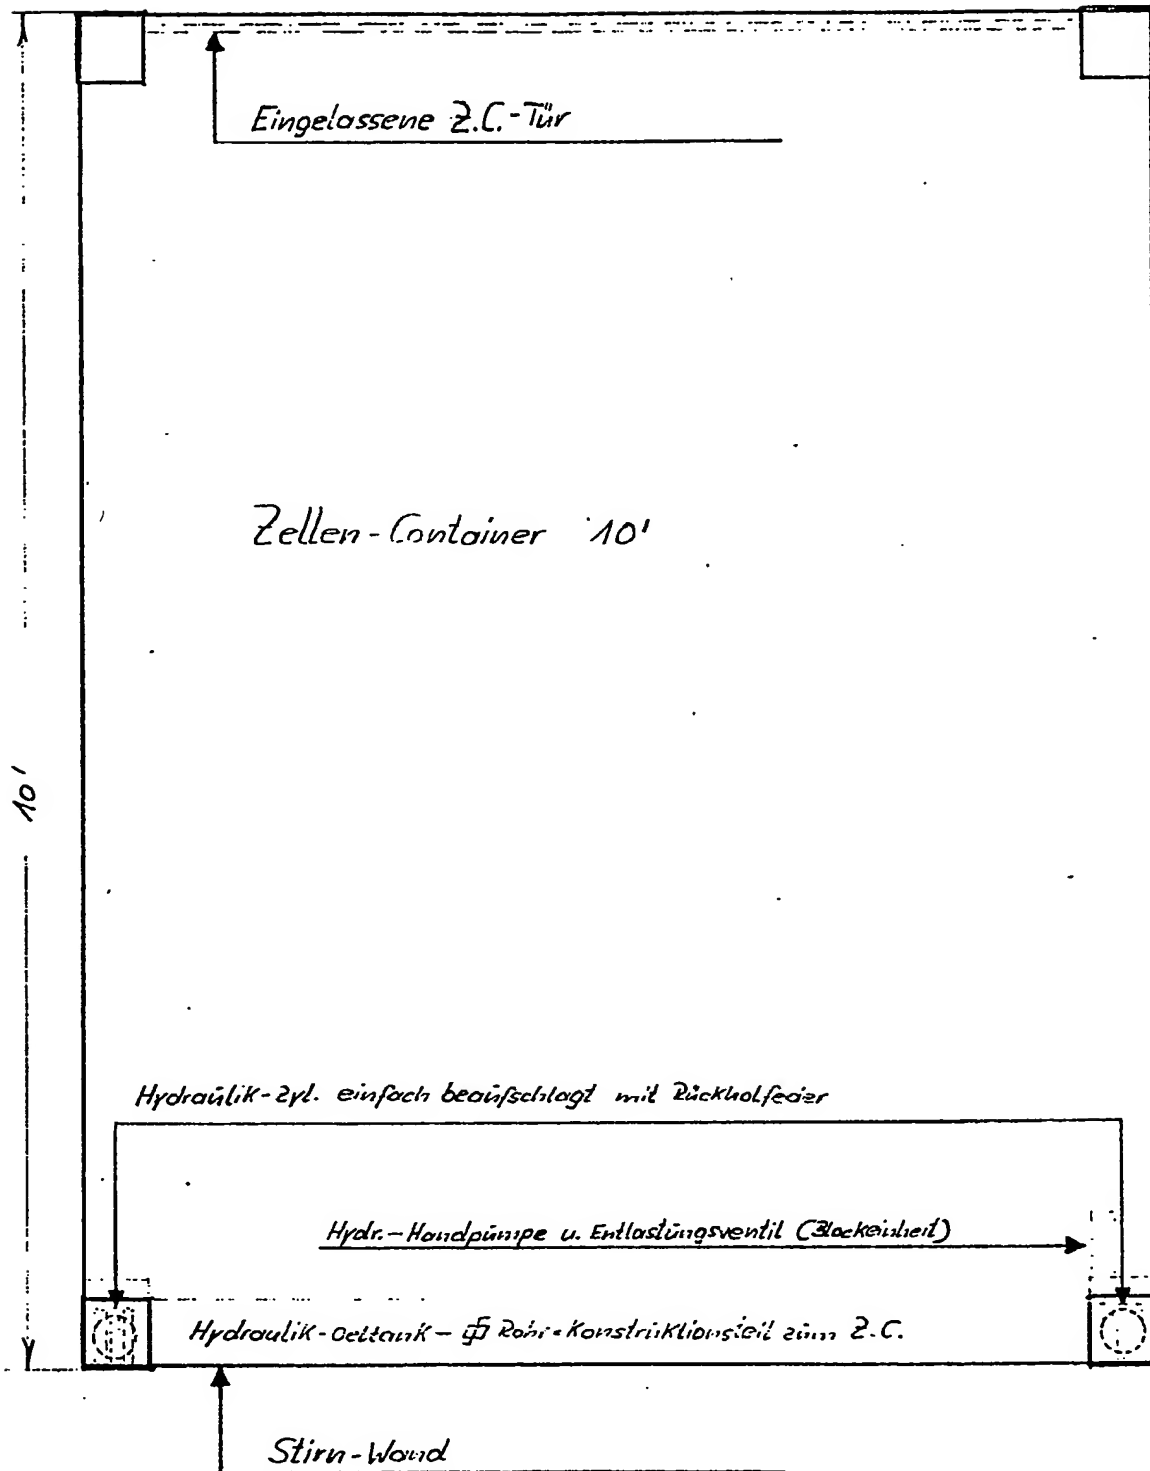 Eingelassene Z.C.-Tür
Zellen-Container 10'
10'
Hydraulik-Zyl. einfach beaufschlagt mit Rückholfeder
Hydr.-Handpumpe u. Entlastungsventil (Blockeinheit)
Hydraulik-Oeltank - Rohr-Konstruktionsteil zum Z.C.
Stirn-Wand